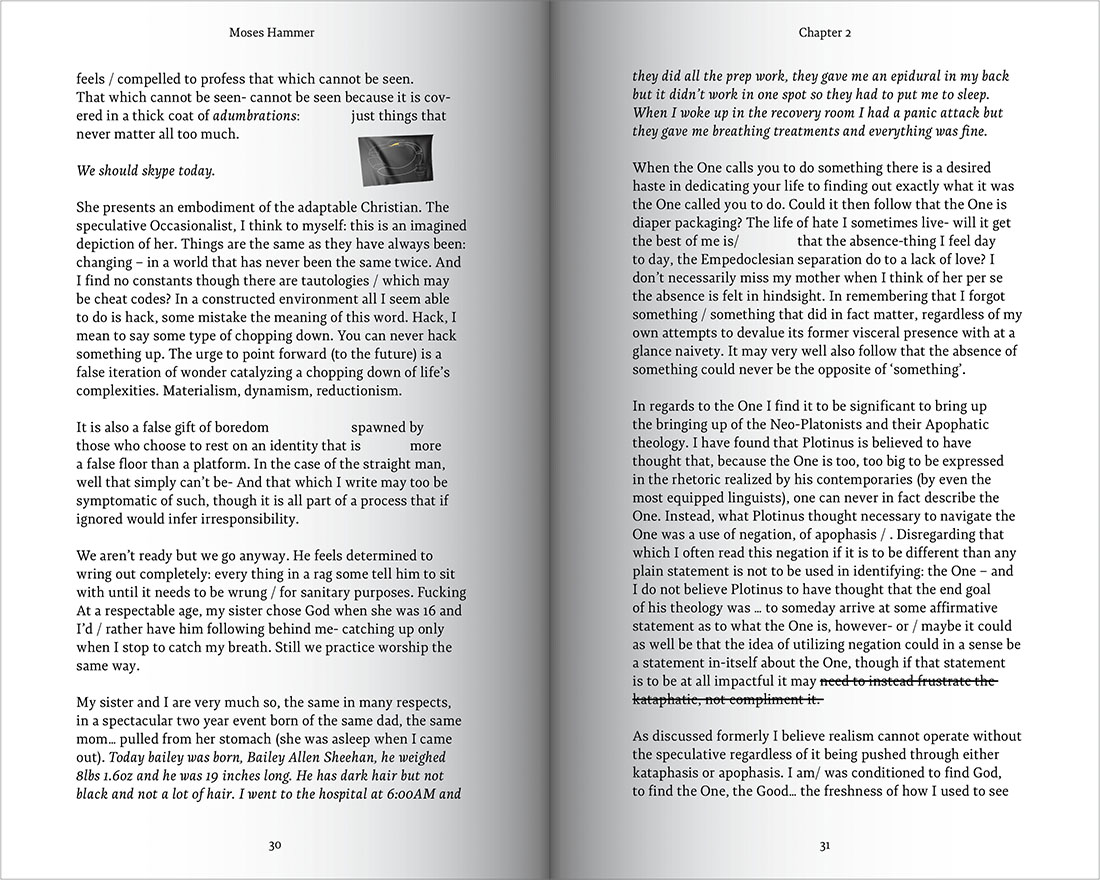 Moses Hammer
feels / compelled to profess that which cannot be seen.
That which cannot be seen- cannot be seen because it is cov-
ered in a thick coat of adumbrations: just things that
never matter all too much.
We should skype today.
She presents an embodiment of the adaptable Christian. The
speculative Occasionalist, I think to myself: this is an imagined
depiction of her. Things are the same as they have always been:
changing – in a world that has never been the same twice. And
I find no constants though there are tautologies / which may
be cheat codes? In a constructed environment all I seem able
to do is hack, some mistake the meaning of this word. Hack, I
mean to say some type of chopping down. You can never hack
something up. The urge to point forward (to the future) is a
false iteration of wonder catalyzing a chopping down of life’s
complexities. Materialism, dynamism, reductionism.
It is also a false gift of boredom spawned by
those who choose to rest on an identity that is more
a false floor than a platform. In the case of the straight man,
well that simply can’t be- And that which I write may too be
symptomatic of such, though it is all part of a process that if
ignored would infer irresponsibility.
We aren’t ready but we go anyway. He feels determined to
wring out completely: every thing in a rag some tell him to sit
with until it needs to be wrung / for sanitary purposes. Fucking
At a respectable age, my sister chose God when she was 16 and
I’d / rather have him following behind me- catching up only
when I stop to catch my breath. Still we practice worship the
same way.
My sister and I are very much so, the same in many respects,
in a spectacular two year event born of the same dad, the same
mom… pulled from her stomach (she was asleep when I came
out). Today bailey was born, Bailey Allen Sheehan, he weighed
8lbs 1.6oz and he was 19 inches long. He has dark hair but not
black and not a lot of hair. I went to the hospital at 6:00AM and
30
Chapter 2
they did all the prep work, they gave me an epidural in my back
but it didn’t work in one spot so they had to put me to sleep.
When I woke up in the recovery room I had a panic attack but
they gave me breathing treatments and everything was fine.
When the One calls you to do something there is a desired
haste in dedicating your life to finding out exactly what it was
the One called you to do. Could it then follow that the One is
diaper packaging? The life of hate I sometimes live- will it get
the best of me is/ that the absence-thing I feel day
to day, the Empedoclesian separation do to a lack of love? I
don’t necessarily miss my mother when I think of her per se
the absence is felt in hindsight. In remembering that I forgot
something / something that did in fact matter, regardless of my
own attempts to devalue its former visceral presence with at a
glance naivety. It may very well also follow that the absence of
something could never be the opposite of ‘something’.
In regards to the One I find it to be significant to bring up
the bringing up of the Neo-Platonists and their Apophatic
theology. I have found that Plotinus is believed to have
thought that, because the One is too, too big to be expressed
in the rhetoric realized by his contemporaries (by even the
most equipped linguists), one can never in fact describe the
One. Instead, what Plotinus thought necessary to navigate the
One was a use of negation, of apophasis / . Disregarding that
which I often read this negation if it is to be different than any
plain statement is not to be used in identifying: the One – and
I do not believe Plotinus to have thought that the end goal
of his theology was … to someday arrive at some affirmative
statement as to what the One is, however- or / maybe it could
as well be that the idea of utilizing negation could in a sense be
a statement in-itself about the One, though if that statement
is to be at all impactful it may need to instead frustrate the
kataphatic, not compliment it.
As discussed formerly I believe realism cannot operate without
the speculative regardless of it being pushed through either
kataphasis or apophasis. I am/ was conditioned to find God,
to find the One, the Good… the freshness of how I used to see
31